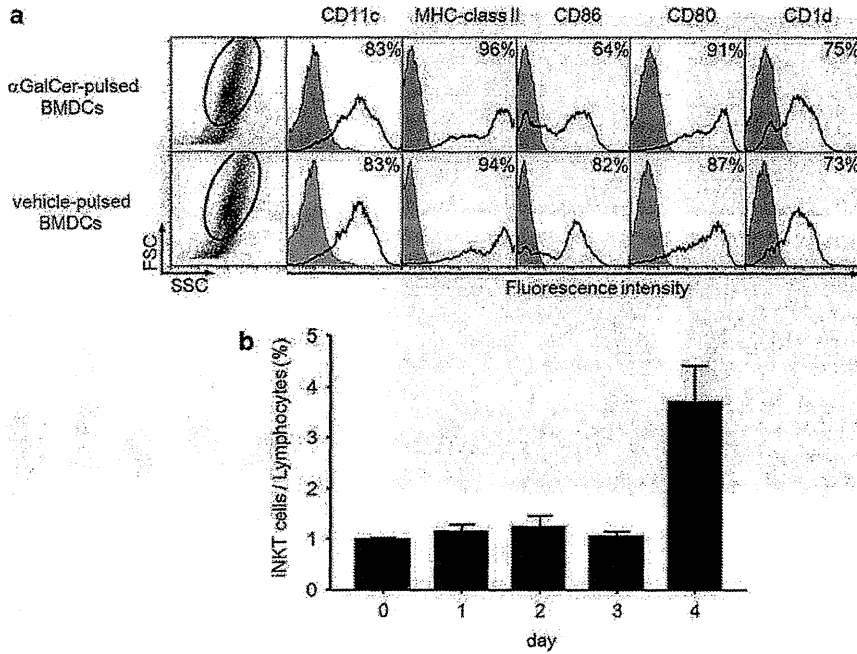 a
CD11c MHC-class II CD86 CD80 CD1d
αGalCer-pulsed
BMDCs
83% 96% 64% 91% 75%
vehicle-pulsed
BMDCs
83% 94% 82% 87% 73%
FSC
SSC
Fluorescence intensity
b
iNKT cells / Lymphocytes (%)
5
4
3
2
1
0
0 1 2 3 4
day